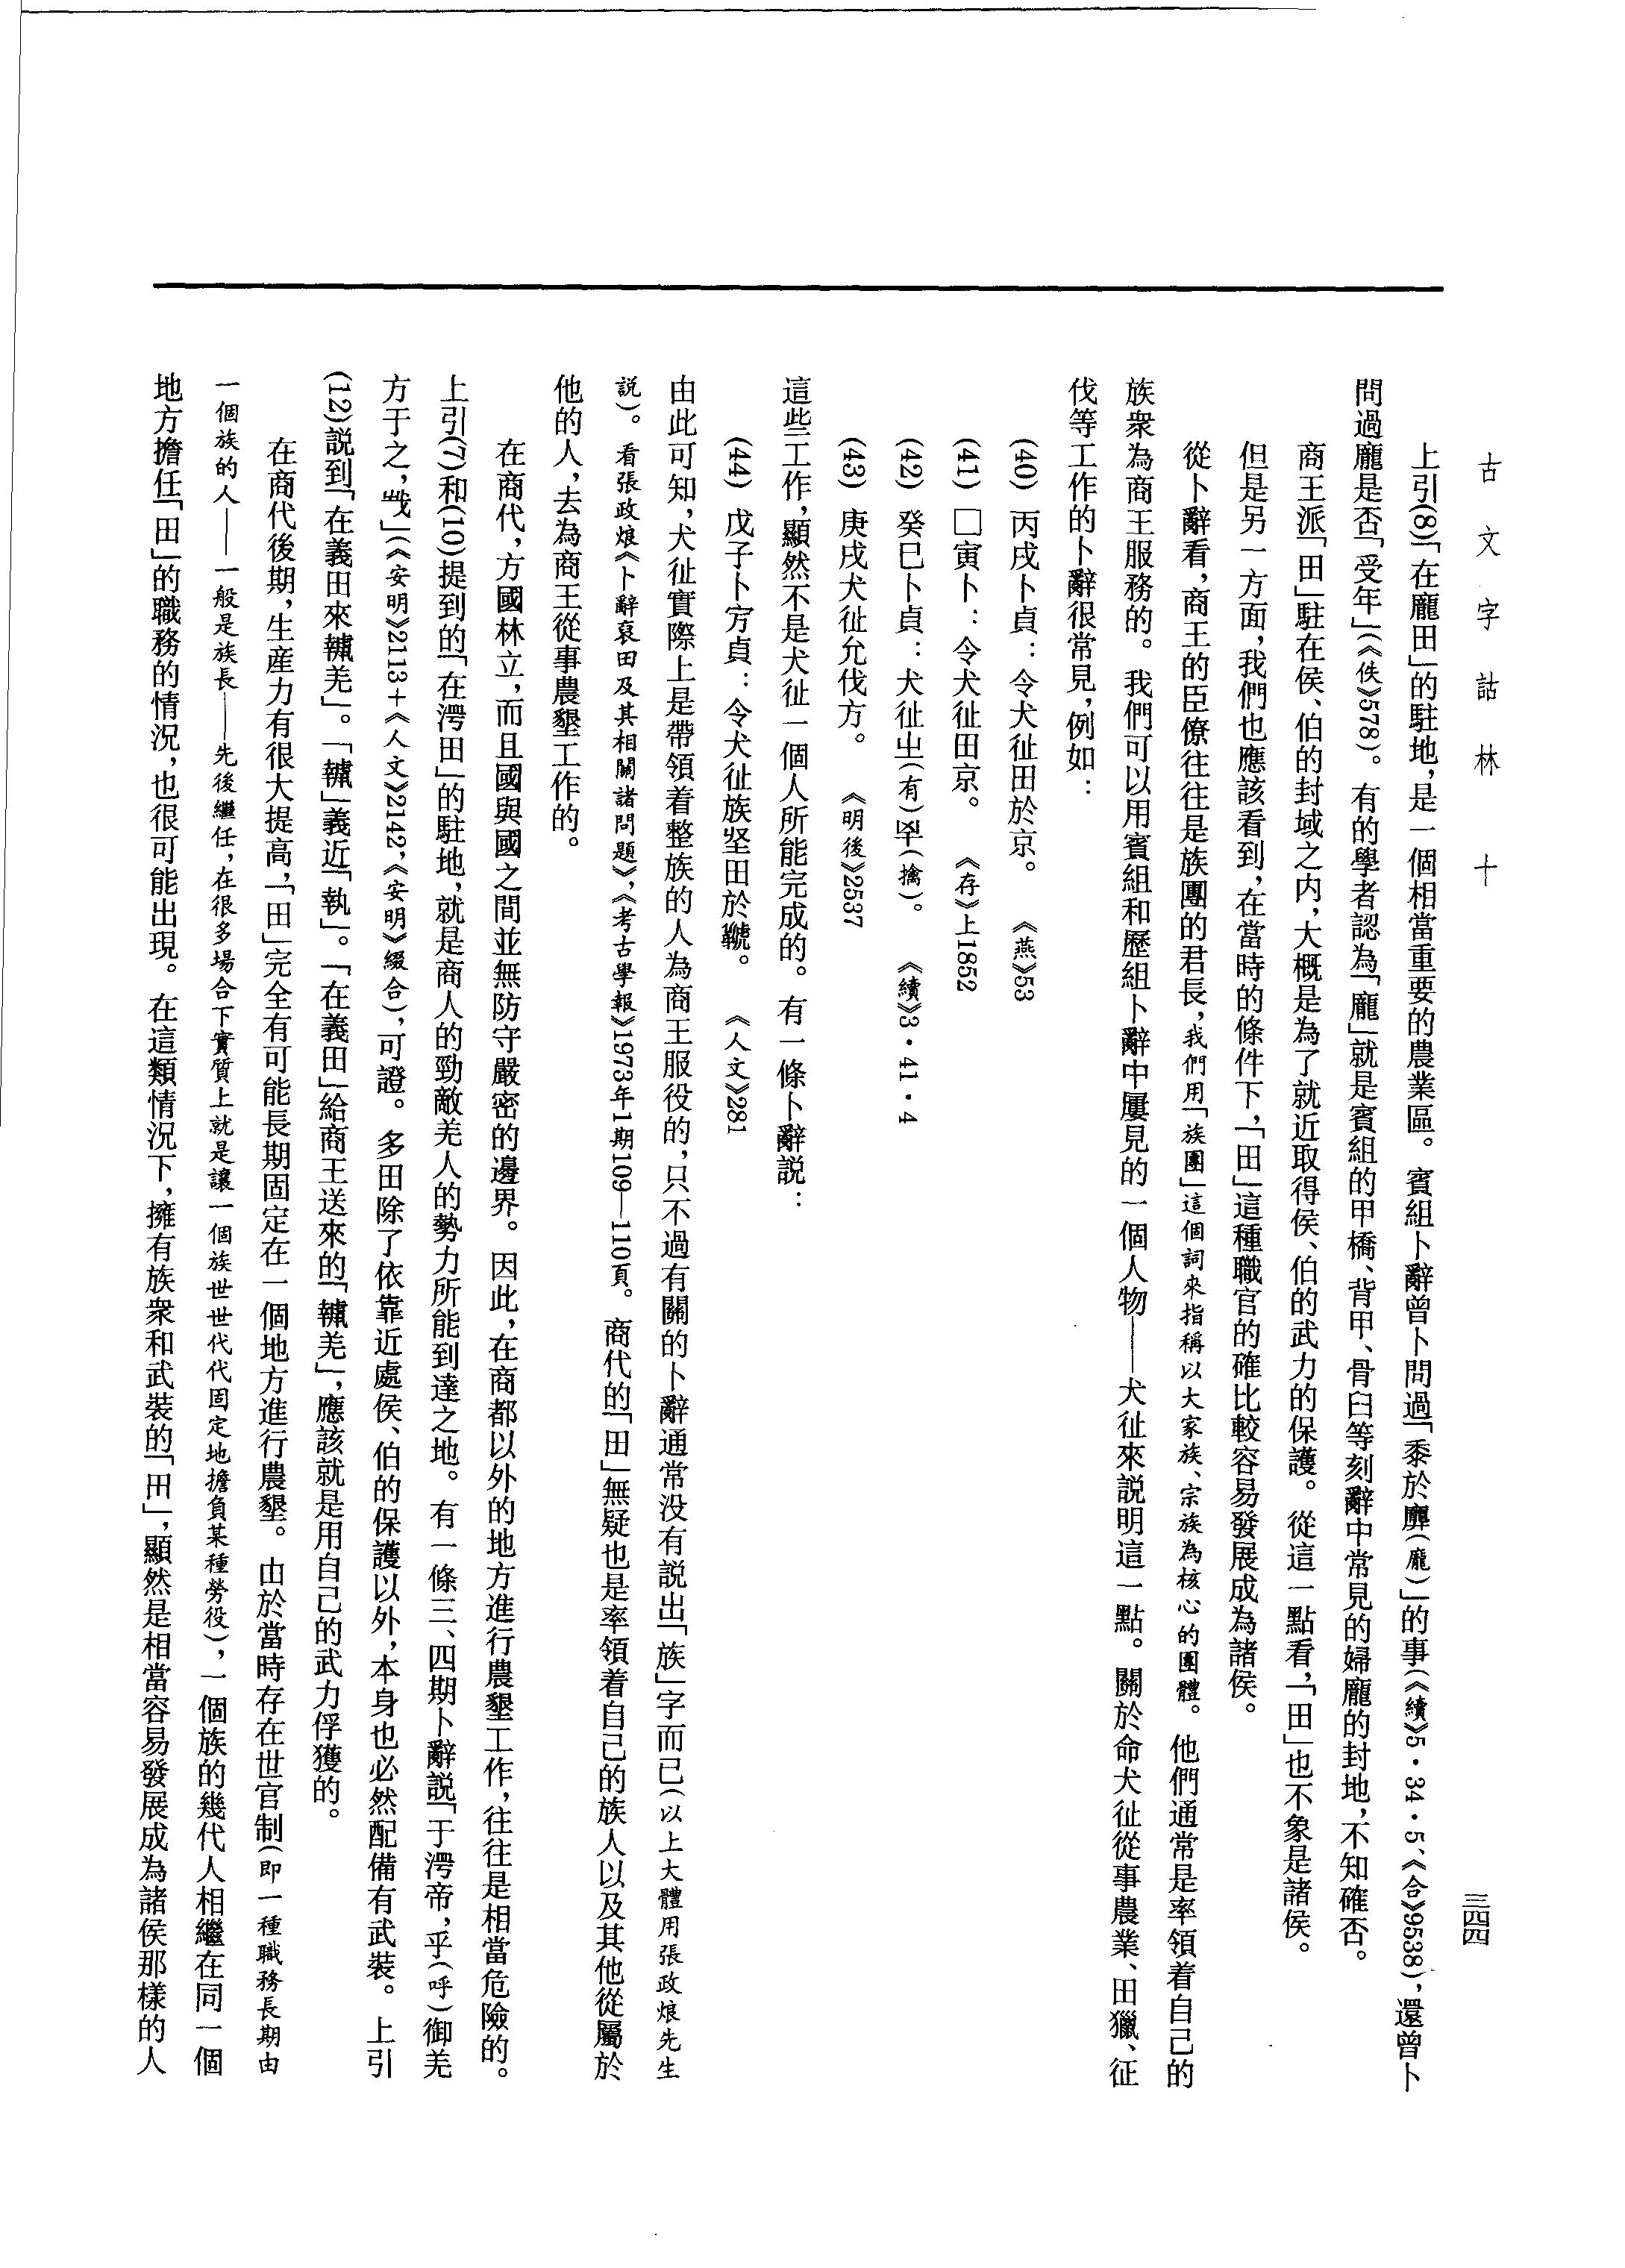 古文字詁林 十
三四四
上引(8)「在龐田」的駐地，是一個相當重要的農業區。賓組卜辭曾卜問過「黍於龐(龐)」的事(《續》5·34·5、《合》9538)，還曾卜
問過龐是否「受年」(《佚》578)。有的學者認為「龐」就是賓組的甲橋、背甲、骨臼等刻辭中常見的婦龐的封地，不知確否。
商王派「田」駐在侯、伯的封域之内，大概是為了就近取得侯、伯的武力的保護。從這一點看，「田」也不象是諸侯。
但是另一方面，我們也應該看到，在當時的條件下，「田」這種職官的確比較容易發展成為諸侯。
從卜辭看，商王的臣僚往往是族團的君長，我們用「族團」這個詞來指稱以大家族、宗族為核心的團體。他們通常是率領着自己的
族衆為商王服務的。我們可以用賓組和歷組卜辭中屢見的一個人物——犬㢟來説明這一點。關於命犬㢟從事農業、田獵、征
伐等工作的卜辭很常見，例如：
(40) 丙戌卜貞：令犬㢟田於京。 《燕》53
(41) □寅卜：令犬㢟田京。 《存》上1852
(42) 癸巳卜貞：犬㢟㞢(有)𢎥(擒)。 《續》3·41·4
(43) 庚戌犬㢟允伐方。 《明後》2537
這些工作，顯然不是犬㢟一個人所能完成的。有一條卜辭説：
(44) 戊子卜㝉貞：令犬㢟族坚田於虢。 《人文》281
由此可知，犬㢟實際上是帶領着整族的人為商王服役的，只不過有關的卜辭通常没有説出「族」字而已(以上大體用張政烺先生
説)。看張政烺《卜辭裒田及其相關諸問題》，《考古學報》1973年1期109—110頁。商代的「田」無疑也是率領着自己的族人以及其他從屬於
他的人，去為商王從事農墾工作的。
在商代，方國林立，而且國與國之間並無防守嚴密的邊界。因此，在商都以外的地方進行農墾工作，往往是相當危險的。
上引(7)和(10)提到的「在㴖田」的駐地，就是商人的勁敵羌人的勢力所能到達之地。有一條三、四期卜辭説「于㴖帝，乎(呼)御羌
方于之，𢦏」(《安明》2113+《人文》2142，《安明》綴合)，可證。多田除了依靠近處侯、伯的保護以外，本身也必然配備有武裝。上引
(12)説到「在義田來𩏂羌」。「𩏂」義近「執」。「在義田」給商王送來的「𩏂羌」，應該就是用自己的武力俘獲的。
在商代後期，生産力有很大提高，「田」完全有可能長期固定在一個地方進行農墾。由於當時存在世官制(即一種職務長期由
一個族的人——一般是族長——先後繼任，在很多場合下實質上就是讓一個族世世代代固定地擔負某種勞役)，一個族的幾代人相繼在同一個
地方擔任「田」的職務的情況，也很可能出現。在這類情況下，擁有族衆和武裝的「田」，顯然是相當容易發展成為諸侯那樣的人